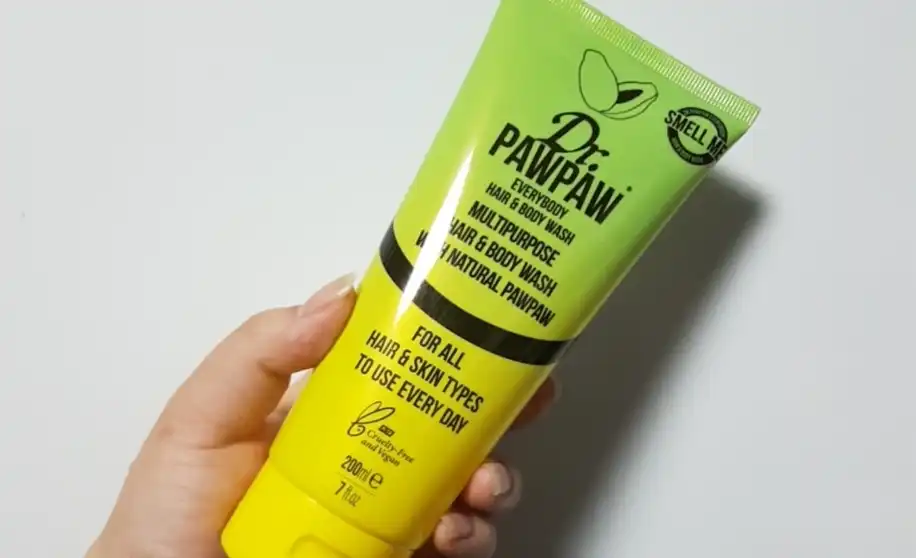 SMELL ME
Dr.
PAWPAW
EVERYBODY
HAIR & BODY WASH
MULTIPURPOSE
HAIR & BODY WASH
WITH NATURAL PAWPAW
FOR ALL
HAIR & SKIN TYPES
TO USE EVERY DAY
Cruelty-Free
and Vegan
200ml e
7 fl oz